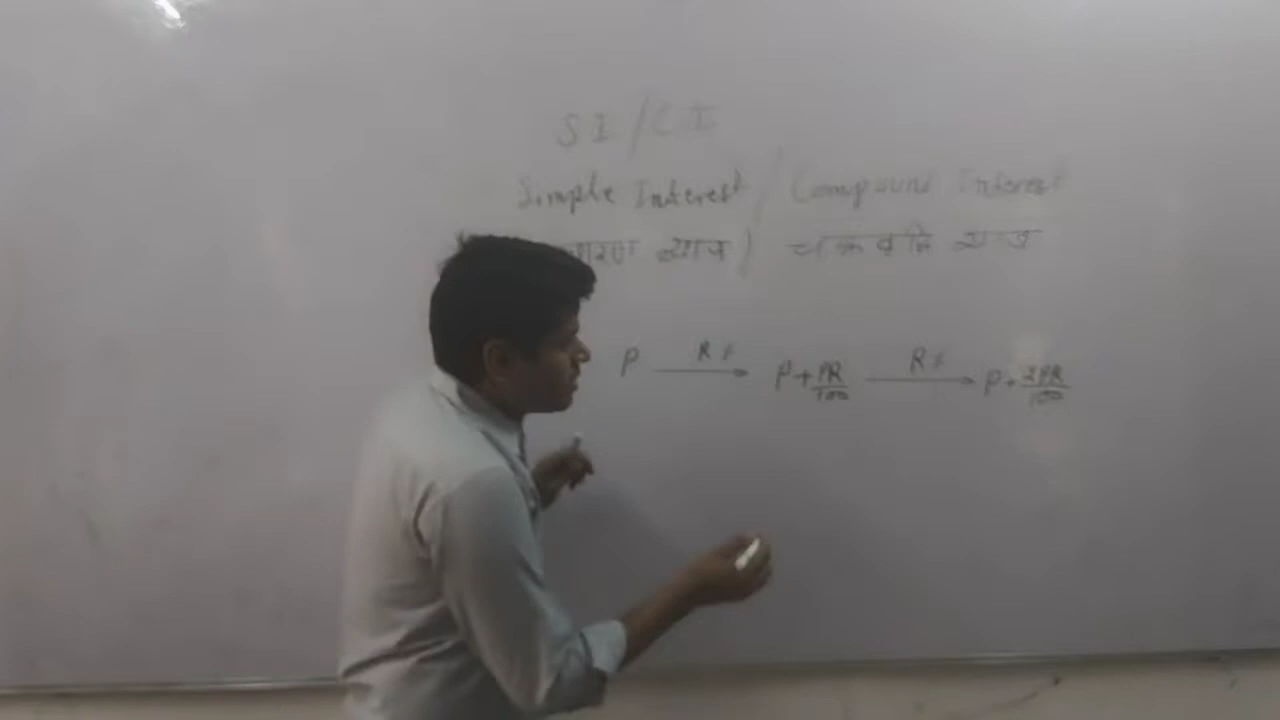 SI/CI
Simple Interest / Compound Interest
ब्याज / चक्रवृत्ति ब्याज
P R% P+PR/100 R% P+2PR/100